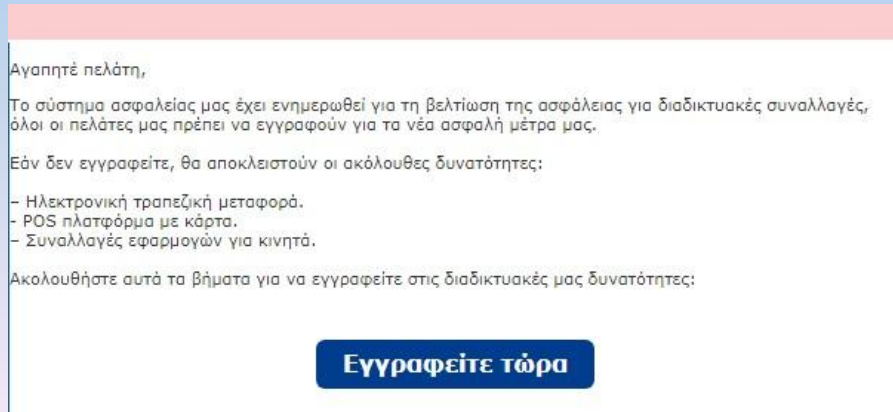 Αγαπητέ πελάτη,
Το σύστημα ασφαλείας μας έχει ενημερωθεί για τη βελτίωση της ασφάλειας για διαδικτυακές συναλλαγές,
όλοι οι πελάτες μας πρέπει να εγγραφούν για τα νέα ασφαλή μέτρα μας.
Εάν δεν εγγραφείτε, θα αποκλειστούν οι ακόλουθες δυνατότητες:
– Ηλεκτρονική τραπεζική μεταφορά.
- POS πλατφόρμα με κάρτα.
– Συναλλαγές εφαρμογών για κινητά.
Ακολουθήστε αυτά τα βήματα για να εγγραφείτε στις διαδικτυακές μας δυνατότητες:
Εγγραφείτε τώρα